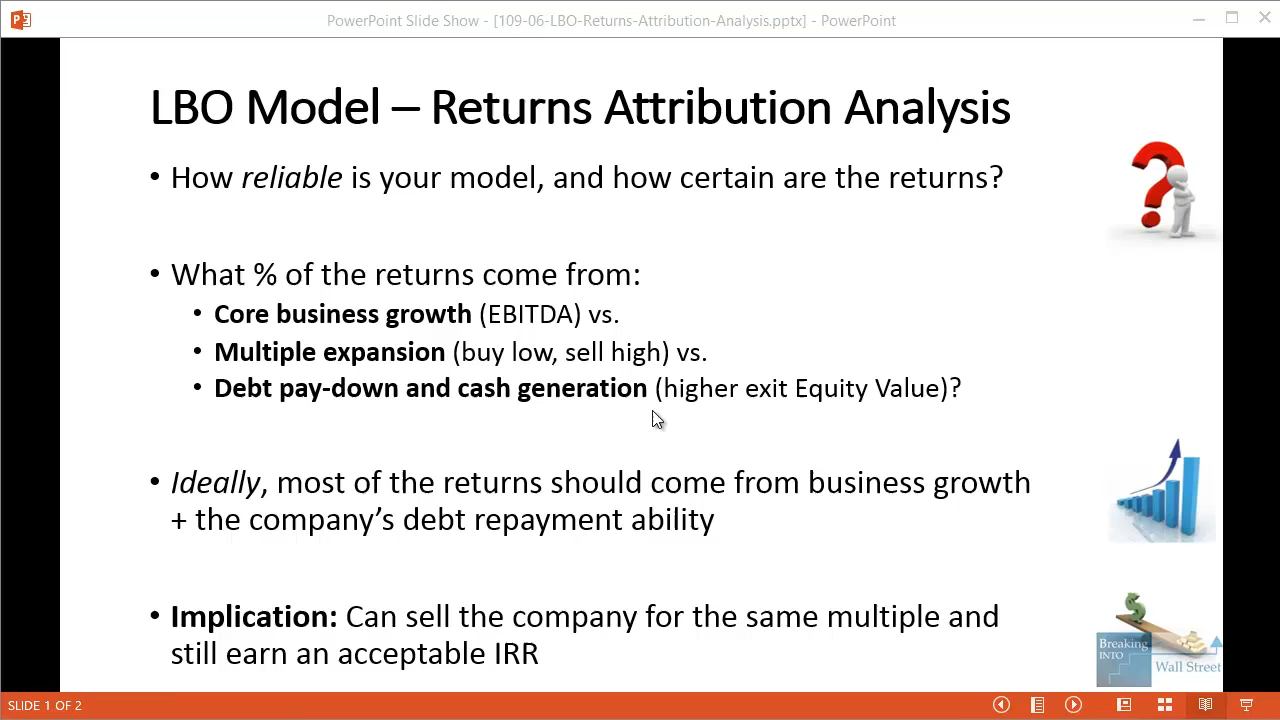 PowerPoint Slide Show - [109-06-LBO-Returns-Attribution-Analysis.pptx] - PowerPoint
LBO Model – Returns Attribution Analysis
• How reliable is your model, and how certain are the returns?
• What % of the returns come from:
• Core business growth (EBITDA) vs.
• Multiple expansion (buy low, sell high) vs.
• Debt pay-down and cash generation (higher exit Equity Value)?
• Ideally, most of the returns should come from business growth
+ the company’s debt repayment ability
• Implication: Can sell the company for the same multiple and
still earn an acceptable IRR
Breaking
INTO
Wall Street
SLIDE 1 OF 2